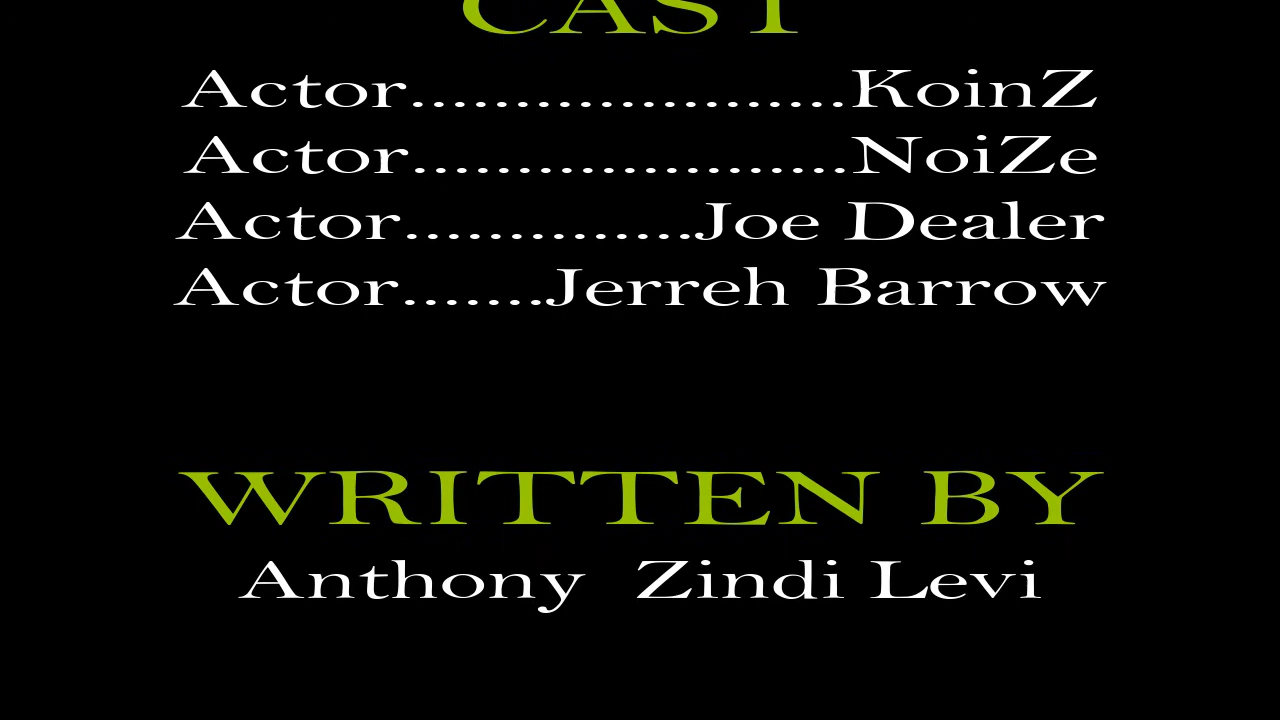 CAST
Actor.....................KoinZ
Actor.....................NoiZe
Actor..............Joe Dealer
Actor.......Jerreh Barrow
WRITTEN BY
Anthony  Zindi Levi